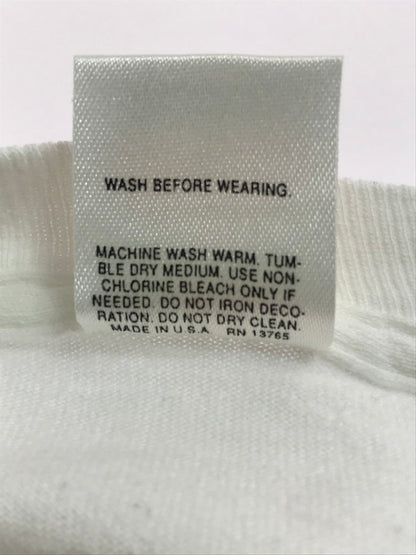 WASH BEFORE WEARING.
MACHINE WASH WARM. TUM-
BLE DRY MEDIUM. USE NON-
CHLORINE BLEACH ONLY IF
NEEDED. DO NOT IRON DECO-
RATION. DO NOT DRY CLEAN.
MADE IN U.S.A. RN 13765